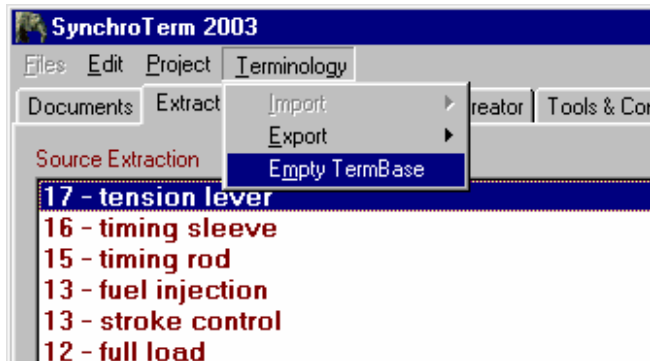 SynchroTerm 2003
Files Edit Project Terminology
Documents Extract reator Tools & Cor
Import
Export
Empty TermBase
Source Extraction
17 - tension lever
16 - timing sleeve
15 - timing rod
13 - fuel injection
13 - stroke control
12 - full load